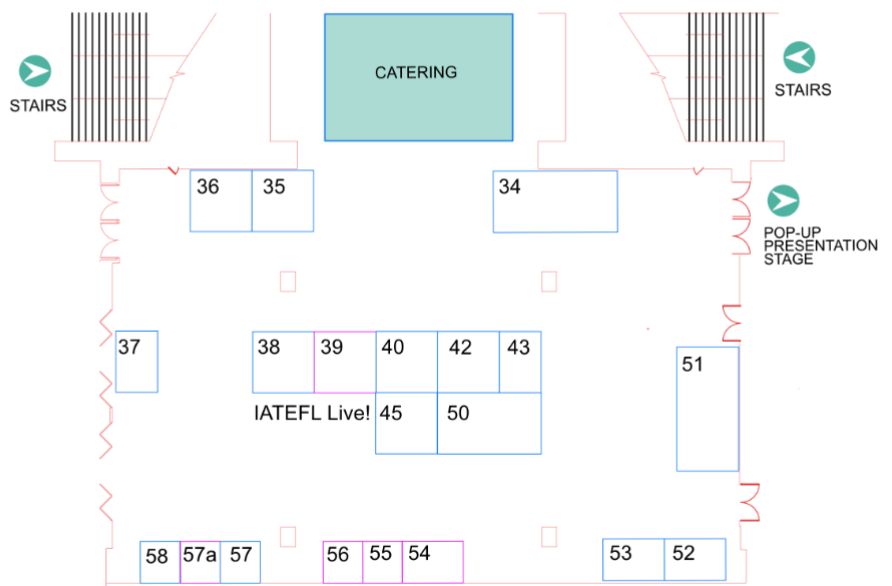 CATERING
STAIRS
STAIRS
36
35
34
POP-UP
PRESENTATION
STAGE
37
38
39
40
42
43
51
IATEFL Live!
45
50
58
57a
57
56
55
54
53
52